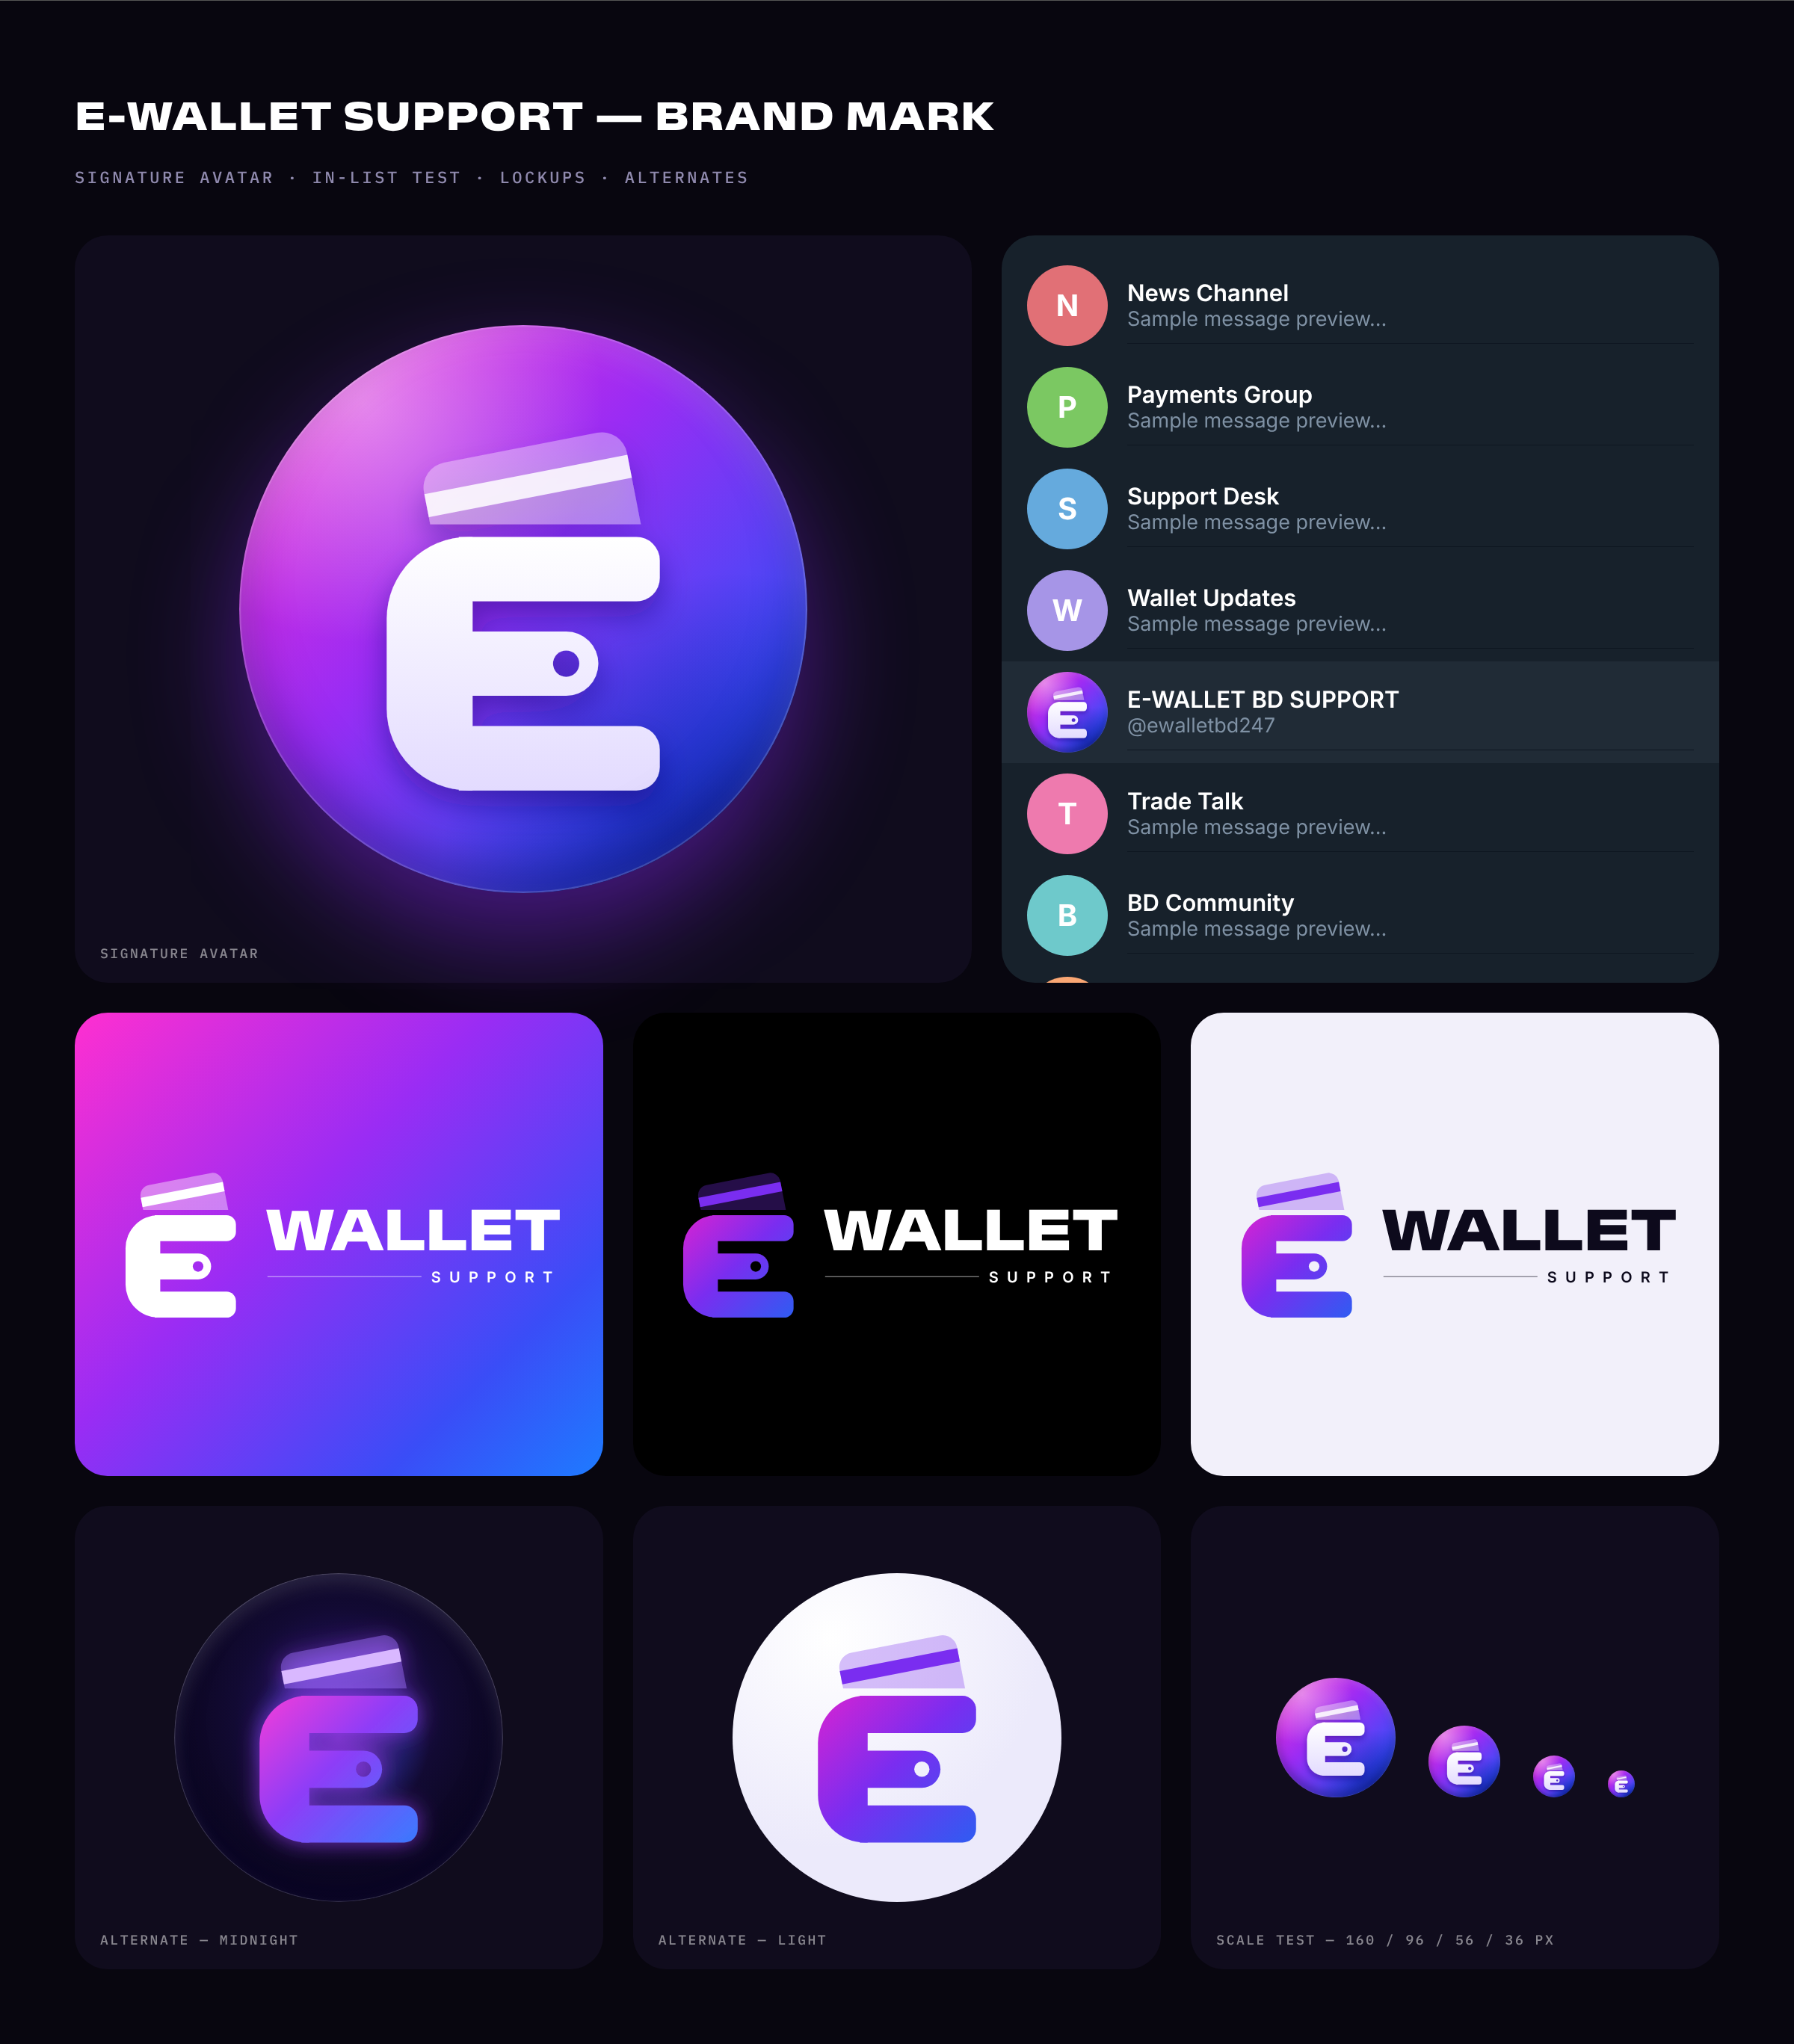 E-WALLET SUPPORT — BRAND MARK
SIGNATURE AVATAR · IN-LIST TEST · LOCKUPS · ALTERNATES
SIGNATURE AVATAR
N
News Channel
Sample message preview...
P
Payments Group
Sample message preview...
S
Support Desk
Sample message preview...
W
Wallet Updates
Sample message preview...
E
E-WALLET BD SUPPORT
@ewalletbd247
T
Trade Talk
Sample message preview...
B
BD Community
Sample message preview...
E WALLET
SUPPORT
E WALLET
SUPPORT
E WALLET
SUPPORT
E
ALTERNATE — MIDNIGHT
E
ALTERNATE — LIGHT
E E E E
SCALE TEST — 160 / 96 / 56 / 36 PX